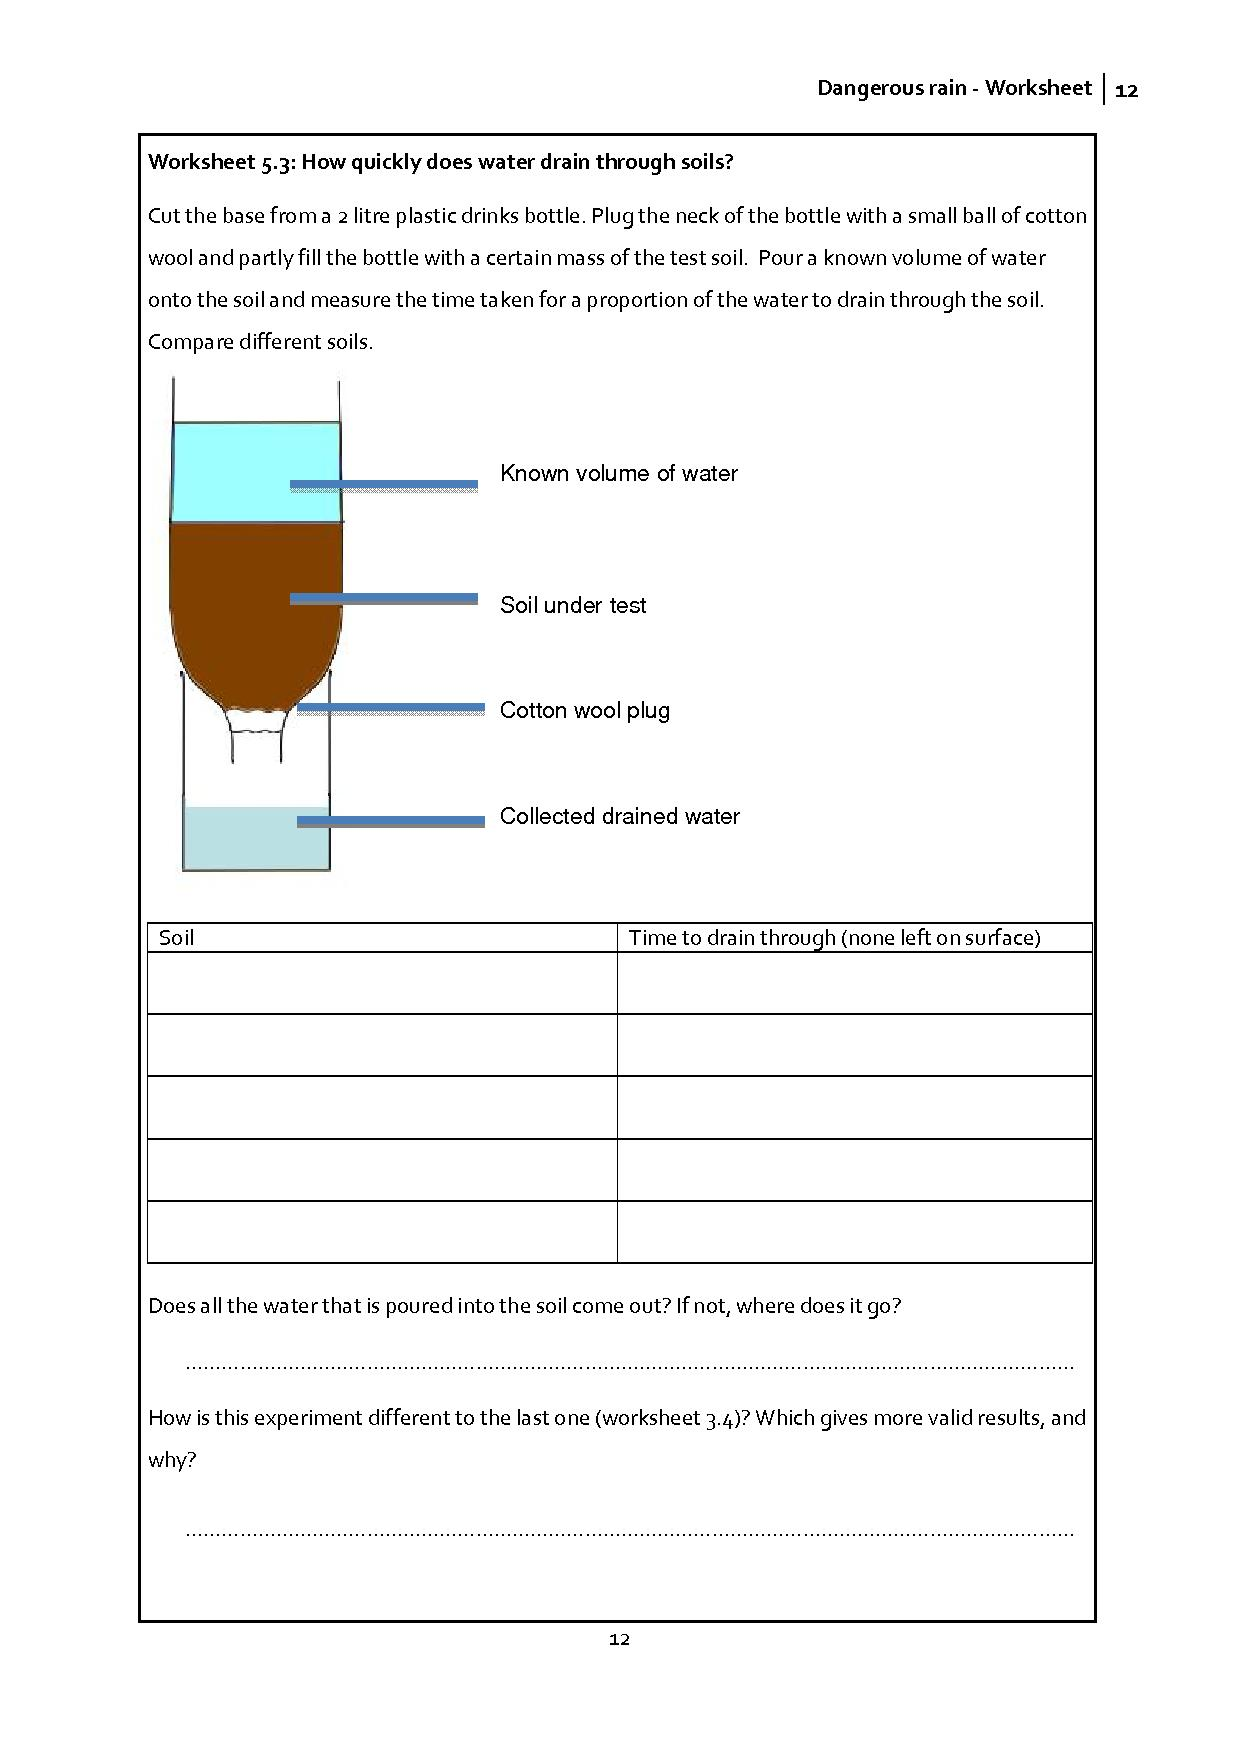 Dangerous rain - Worksheet 12
Worksheet 5.3: How quickly does water drain through soils?
Cut the base from a 2 litre plastic drinks bottle. Plug the neck of the bottle with a small ball of cotton
wool and partly fill the bottle with a certain mass of the test soil.  Pour a known volume of water
onto the soil and measure the time taken for a proportion of the water to drain through the soil.
Compare different soils.
Known volume of water
Soil under test
Cotton wool plug
Collected drained water
Soil Time to drain through (none left on surface)
Does all the water that is poured into the soil come out? If not, where does it go?
....................................................................................................................................................
How is this experiment different to the last one (worksheet 3.4)? Which gives more valid results, and
why?
....................................................................................................................................................
12